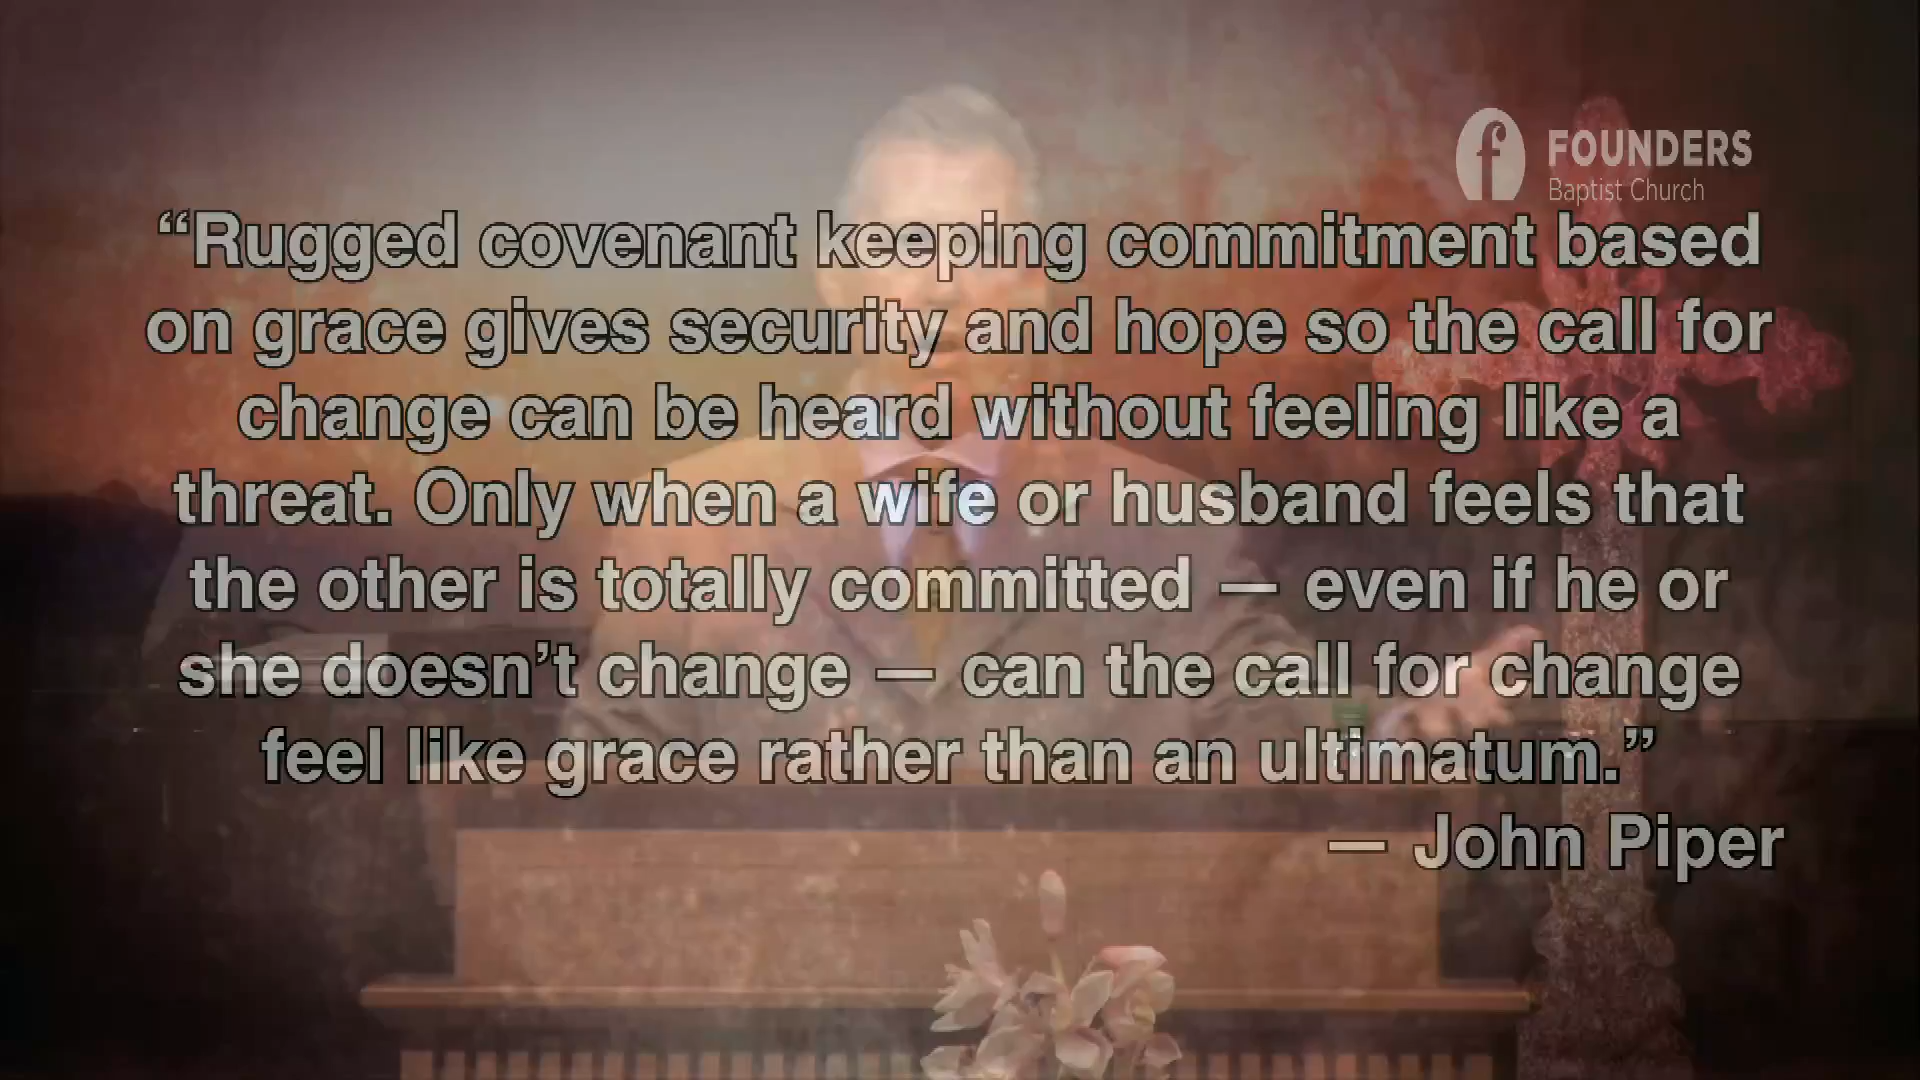 f FOUNDERS
Baptist Church
“Rugged covenant keeping commitment based
on grace gives security and hope so the call for
change can be heard without feeling like a
threat. Only when a wife or husband feels that
the other is totally committed — even if he or
she doesn’t change — can the call for change
feel like grace rather than an ultimatum.”
— John Piper